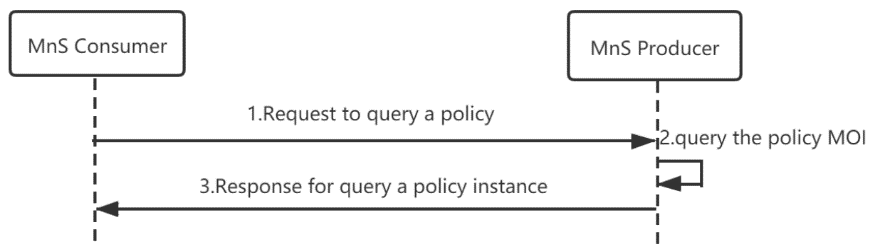 MnS Consumer
MnS Producer
1.Request to query a policy
2.query the policy MOI
3.Response for query a policy instance